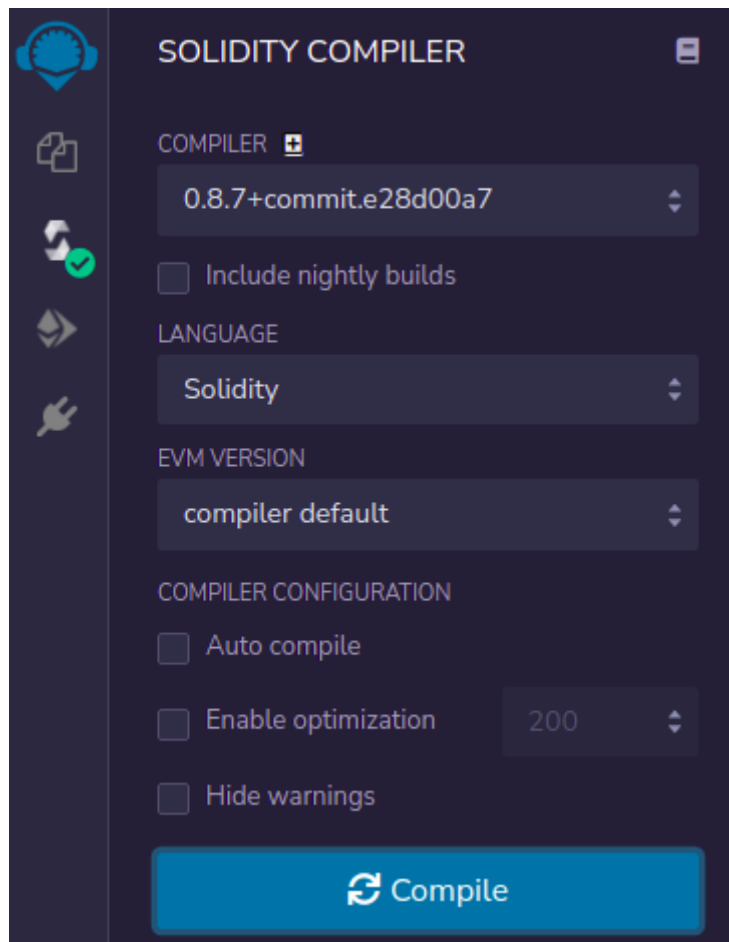 SOLIDITY COMPILER
COMPILER
0.8.7+commit.e28d00a7
Include nightly builds
LANGUAGE
Solidity
EVM VERSION
compiler default
COMPILER CONFIGURATION
Auto compile
Enable optimization 200
Hide warnings
Compile